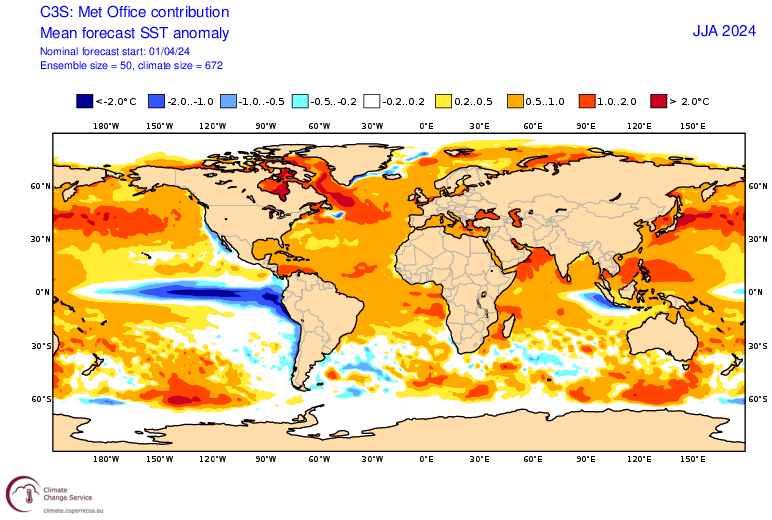 C3S: Met Office contribution
Mean forecast SST anomaly
JJA 2024
Nominal forecast start: 01/04/24
Ensemble size = 50, climate size = 672
<-2.0°C -2.0..-1.0 -1.0..-0.5 -0.5..-0.2 -0.2..0.2 0.2..0.5 0.5..1.0 1.0..2.0 > 2.0°C
180°W 150°W 120°W 90°W 60°W 30°W 0°E 30°E 60°E 90°E 120°E 150°E
60°N 60°N
30°N 30°N
0°N 0°N
30°S 30°S
60°S 60°S
180°W 150°W 120°W 90°W 60°W 30°W 0°E 30°E 60°E 90°E 120°E 150°E
Climate
Change Service
climate.copernicus.eu